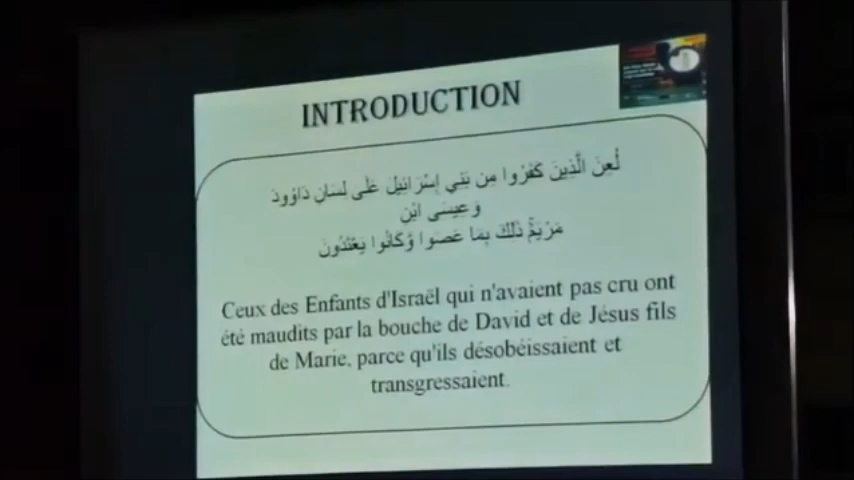 INTRODUCTION
لُعِنَ الَّذِينَ كَفَرُوا مِن بَنِي إِسْرَائِيلَ عَلَى لِسَانِ دَاوُودَ
وَعِيسَى ابْنِ
مَرْيَمَ ذَلِكَ بِمَا عَصَوا وَّكَانُوا يَعْتَدُونَ
Ceux des Enfants d'Israël qui n'avaient pas cru ont
été maudits par la bouche de David et de Jésus fils
de Marie, parce qu'ils désobéissaient et
transgressaient.